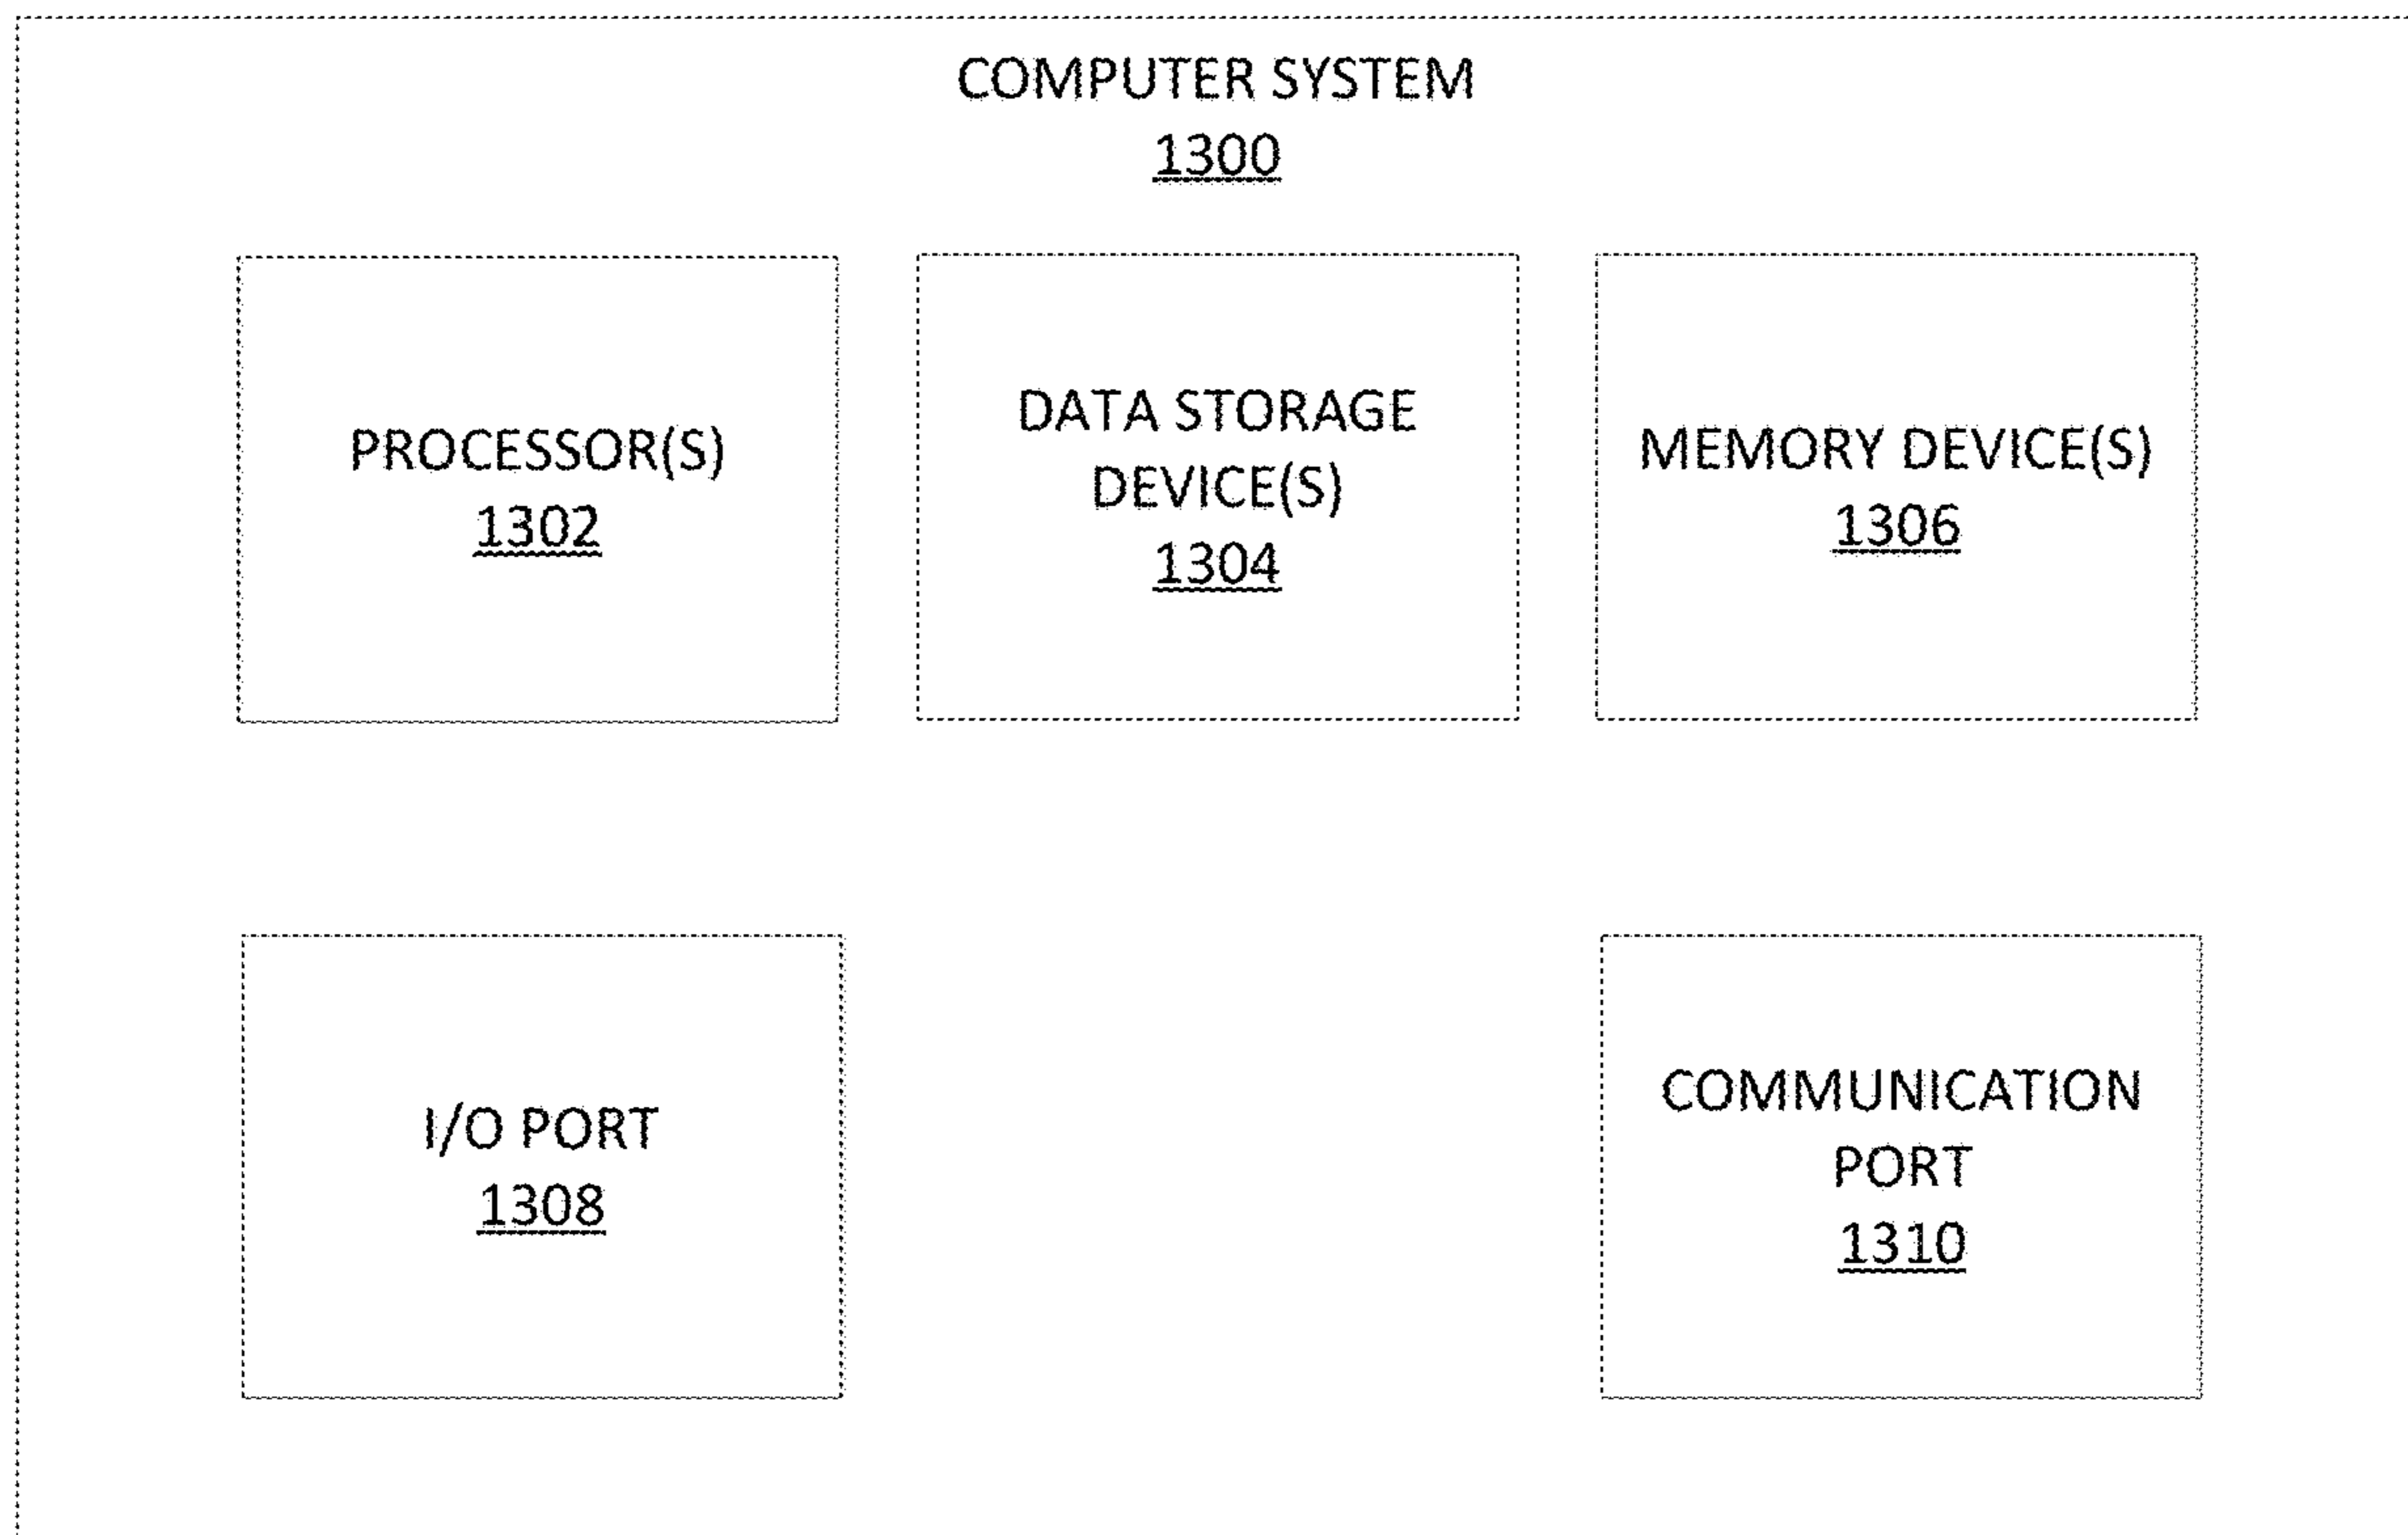 COMPUTER SYSTEM
1300
PROCESSOR(S)
1302
DATA STORAGE
DEVICE(S)
1304
MEMORY DEVICE(S)
1306
I/O PORT
1308
COMMUNICATION
PORT
1310